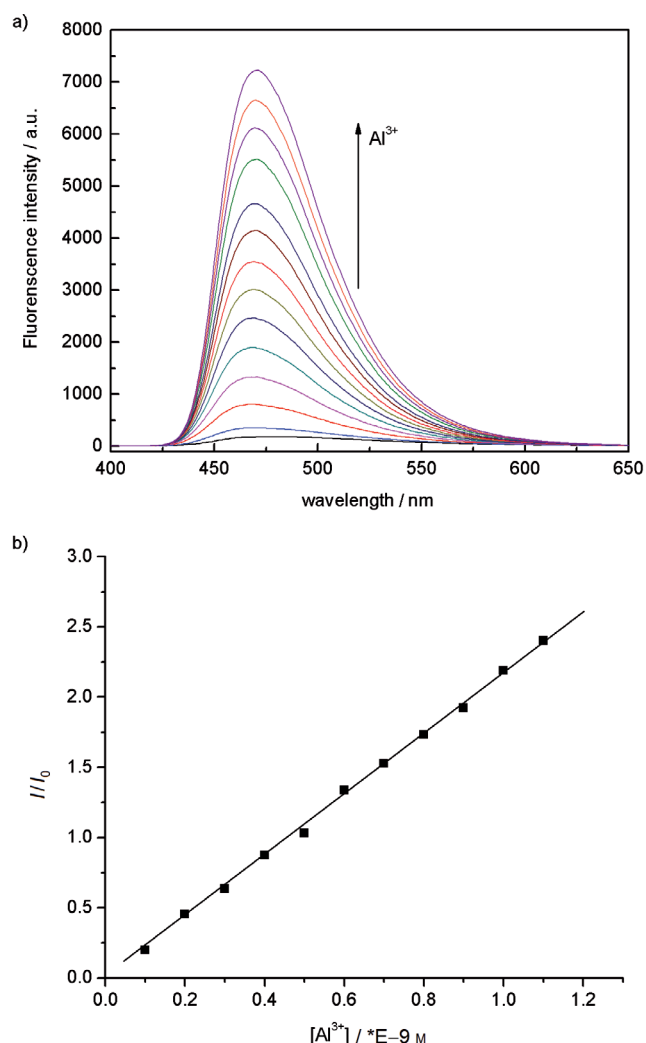 a)
8000
7000
6000
5000
4000
3000
2000
1000
0
Fluorenscence intensity / a.u.
Al³⁺
400 450 500 550 600 650
wavelength / nm
b)
3.0
2.5
2.0
1.5
1.0
0.5
0.0
I / I₀
0.0 0.2 0.4 0.6 0.8 1.0 1.2
[Al³⁺] / *E–9 M